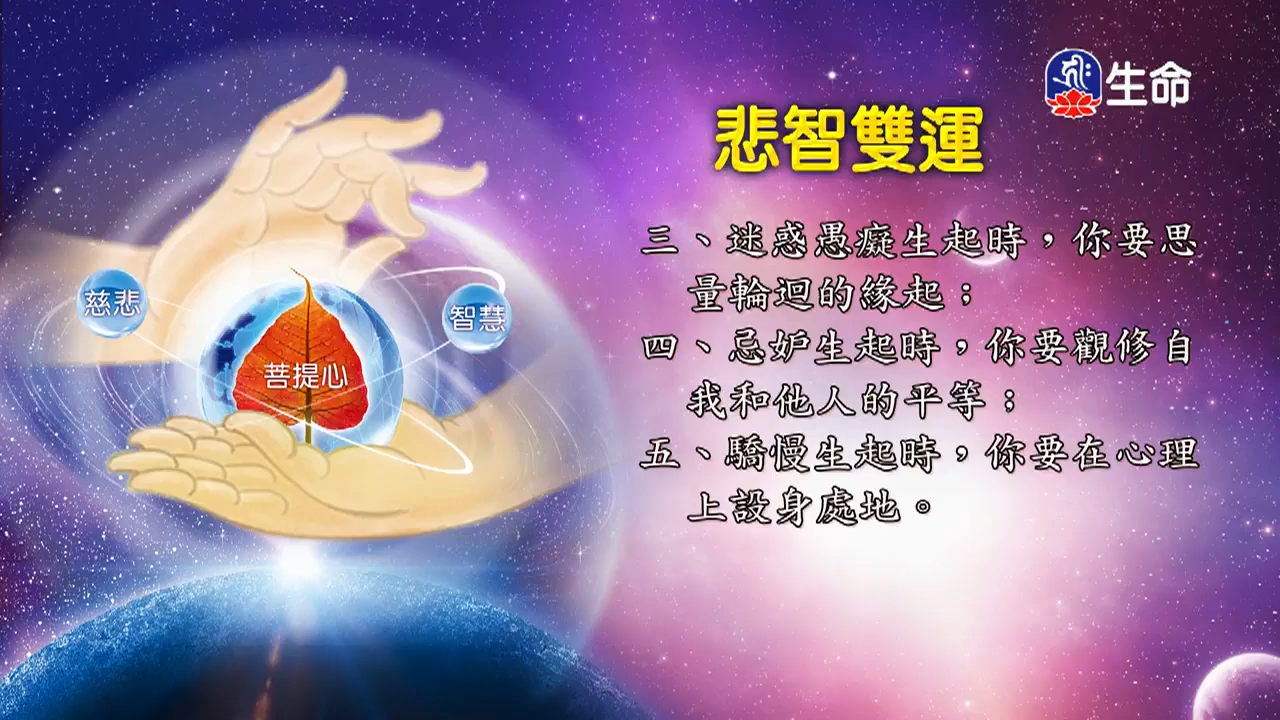 生命
悲智雙運
三、迷惑愚癡生起時，你要思
量輪迴的緣起；
四、忌妒生起時，你要觀修自
我和他人的平等；
五、驕慢生起時，你要在心理
上設身處地。
慈悲
智慧
菩提心